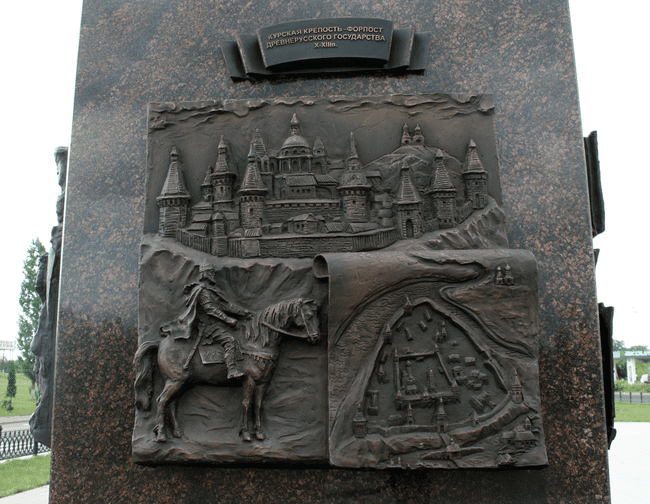 КУРСКАЯ КРЕПОСТЬ - ФОРПОСТ
ДРЕВНЕРУССКОГО ГОСУДАРСТВА
X-XIIIв.